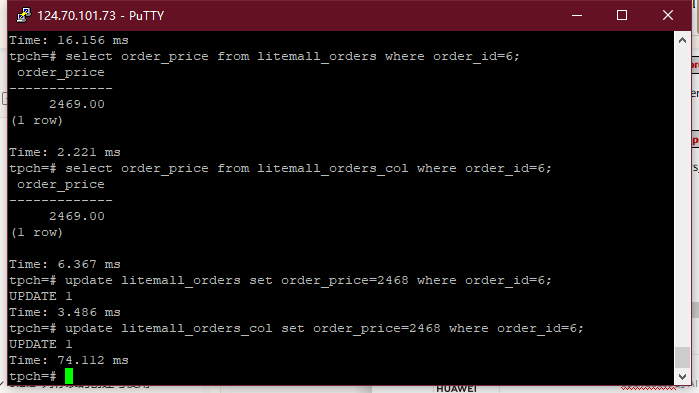 124.70.101.73 - PuTTY
Time: 16.156 ms
tpch=# select order_price from litemall_orders where order_id=6;
order_price
-------------
2469.00
(1 row)
Time: 2.221 ms
tpch=# select order_price from litemall_orders_col where order_id=6;
order_price
-------------
2469.00
(1 row)
Time: 6.367 ms
tpch=# update litemall_orders set order_price=2468 where order_id=6;
UPDATE 1
Time: 3.486 ms
tpch=# update litemall_orders_col set order_price=2468 where order_id=6;
UPDATE 1
Time: 74.112 ms
tpch=#
HUAWEI